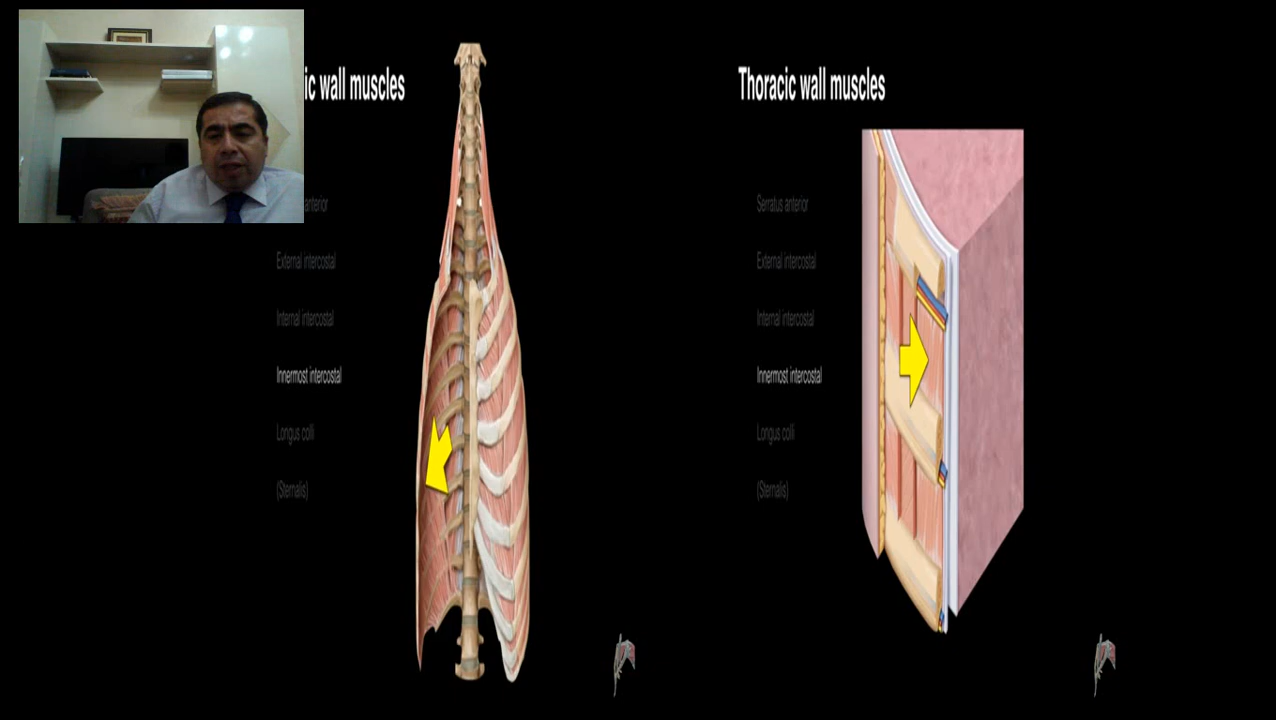 ic wall muscles
anterior
External intercostal
Internal intercostal
Innermost intercostal
Longus colli
(Sternalis)
Thoracic wall muscles
Serratus anterior
External intercostal
Internal intercostal
Innermost intercostal
Longus colli
(Sternalis)